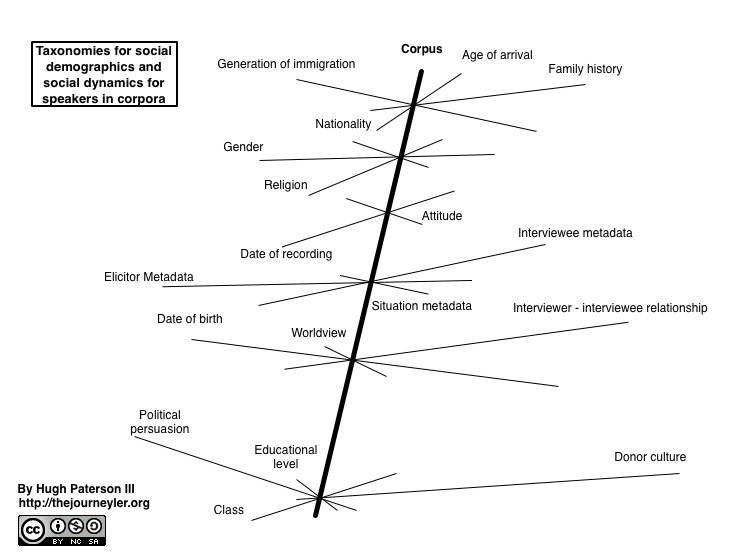 Taxonomies for social
demographics and
social dynamics for
speakers in corpora
Corpus
Generation of immigration
Age of arrival
Family history
Nationality
Gender
Religion
Attitude
Interviewee metadata
Date of recording
Elicitor Metadata
Situation metadata
Interviewer - interviewee relationship
Date of birth
Worldview
Political
persuasion
Educational
level
Donor culture
Class
By Hugh Paterson III
http://thejourneyler.org
cc
BY NC SA